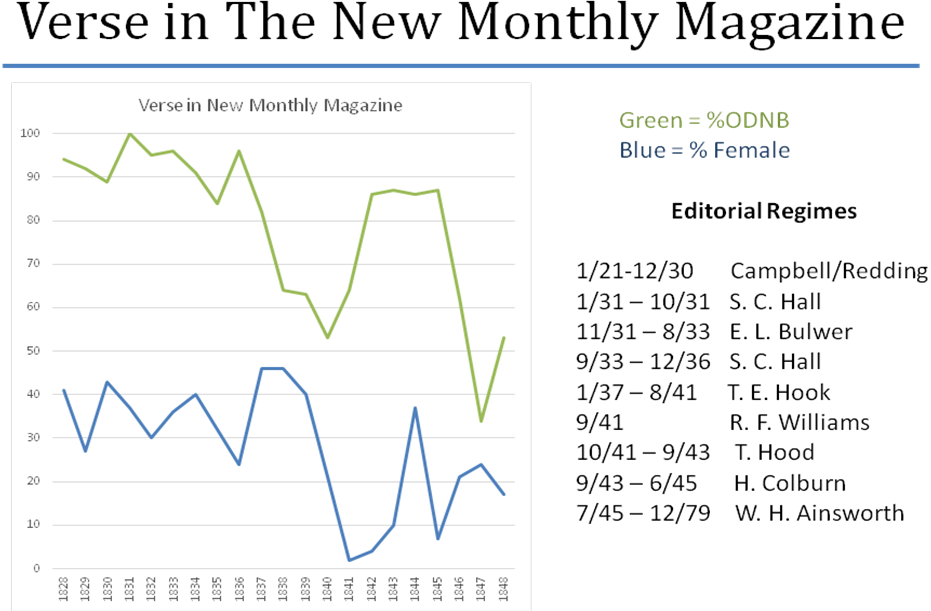 Verse in The New Monthly Magazine
Verse in New Monthly Magazine
100
90
80
70
60
50
40
30
20
10
0
1828 1829 1830 1831 1832 1833 1834 1835 1836 1837 1838 1839 1840 1841 1842 1843 1844 1845 1846 1847 1848
Green = %ODNB
Blue = % Female
Editorial Regimes
1/21-12/30 Campbell/Redding
1/31 – 10/31 S. C. Hall
11/31 – 8/33 E. L. Bulwer
9/33 – 12/36 S. C. Hall
1/37 – 8/41 T. E. Hook
9/41 R. F. Williams
10/41 – 9/43 T. Hood
9/43 – 6/45 H. Colburn
7/45 – 12/79 W. H. Ainsworth